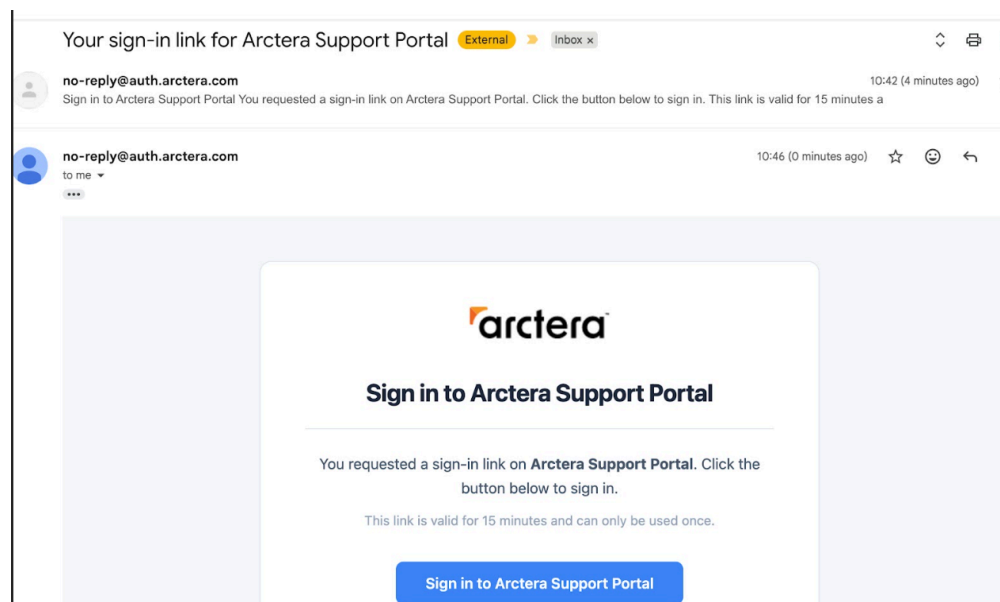 Your sign-in link for Arctera Support Portal External Inbox x
no-reply@auth.arctera.com 10:42 (4 minutes ago)
Sign in to Arctera Support Portal You requested a sign-in link on Arctera Support Portal. Click the button below to sign in. This link is valid for 15 minutes a
no-reply@auth.arctera.com 10:46 (0 minutes ago)
to me
arctera
Sign in to Arctera Support Portal
You requested a sign-in link on Arctera Support Portal. Click the
button below to sign in.
This link is valid for 15 minutes and can only be used once.
Sign in to Arctera Support Portal